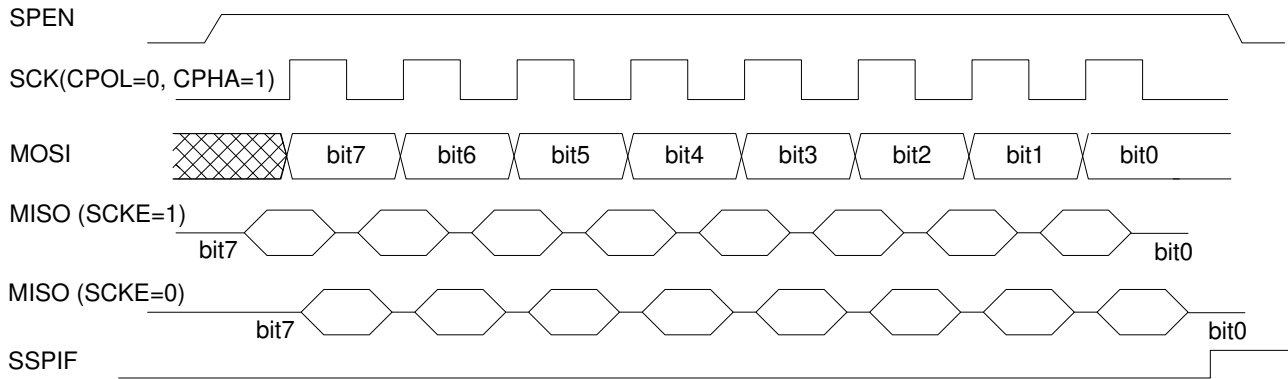 SPEN
SCK(CPOL=0, CPHA=1)
MOSI bit7 bit6 bit5 bit4 bit3 bit2 bit1 bit0
MISO (SCKE=1)
bit7 bit0
MISO (SCKE=0)
bit7 bit0
SSPIF